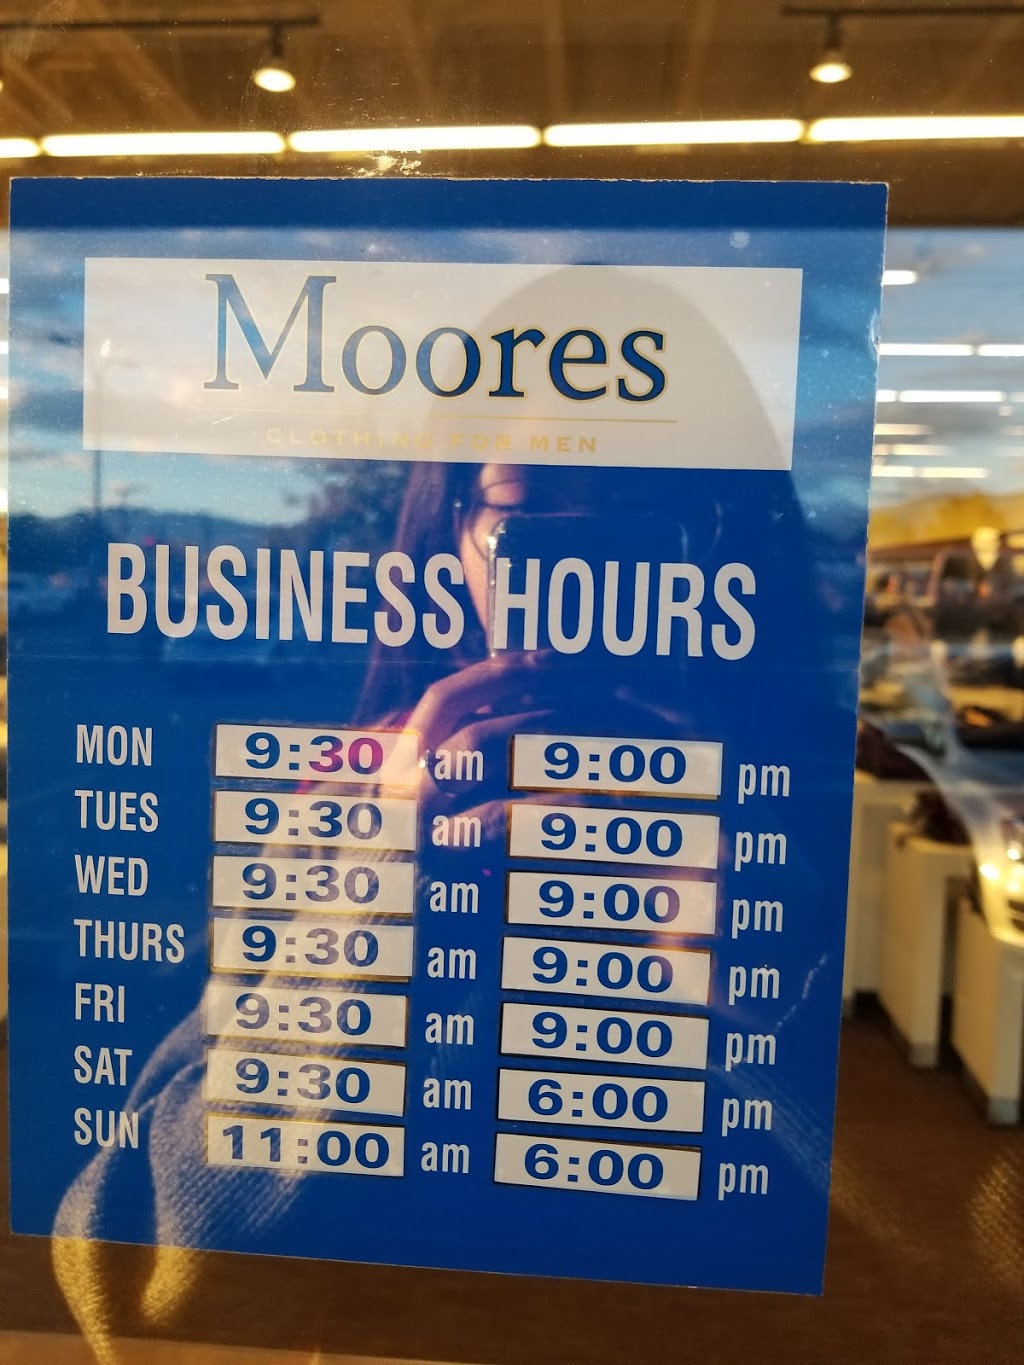 Moores
CLOTHING FOR MEN
BUSINESS HOURS
MON 9:30 am 9:00 pm
TUES 9:30 am 9:00 pm
WED 9:30 am 9:00 pm
THURS 9:30 am 9:00 pm
FRI 9:30 am 9:00 pm
SAT 9:30 am 6:00 pm
SUN 11:00 am 6:00 pm